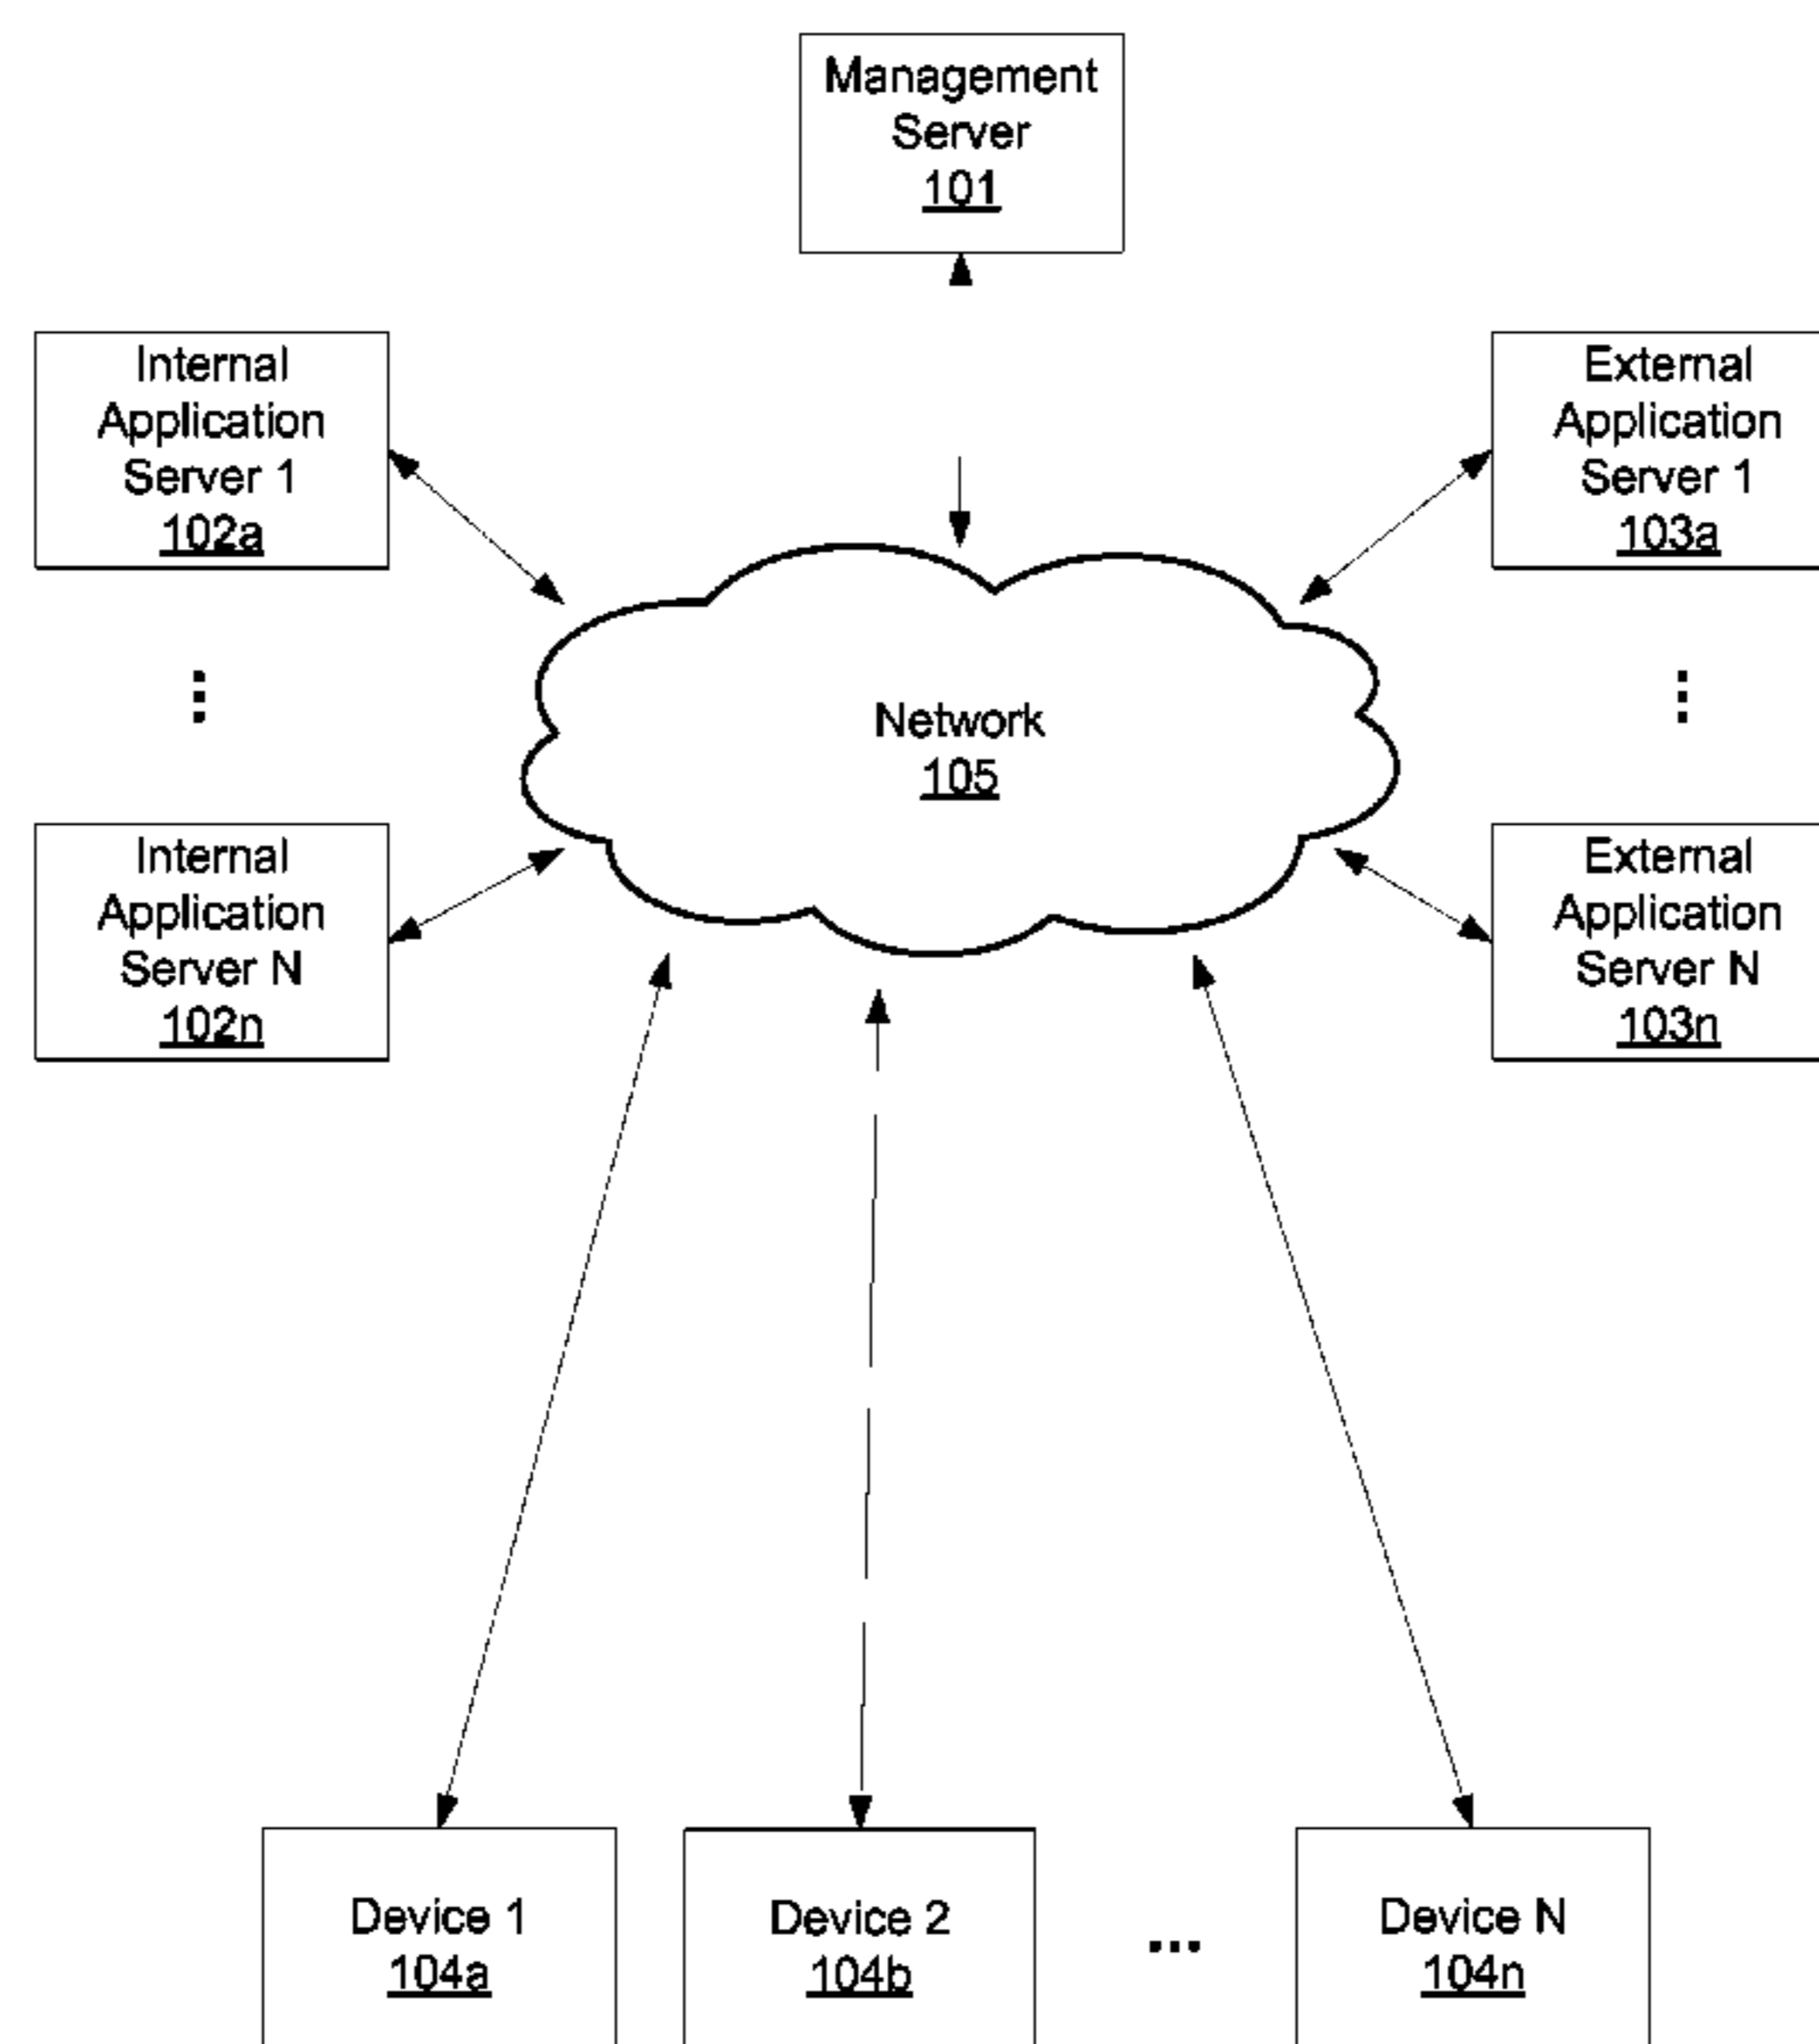 Management
Server
101
Internal
Application
Server 1
102a
External
Application
Server 1
103a
Network
105
Internal
Application
Server N
102n
External
Application
Server N
103n
Device 1
104a
Device 2
104b
...
Device N
104n